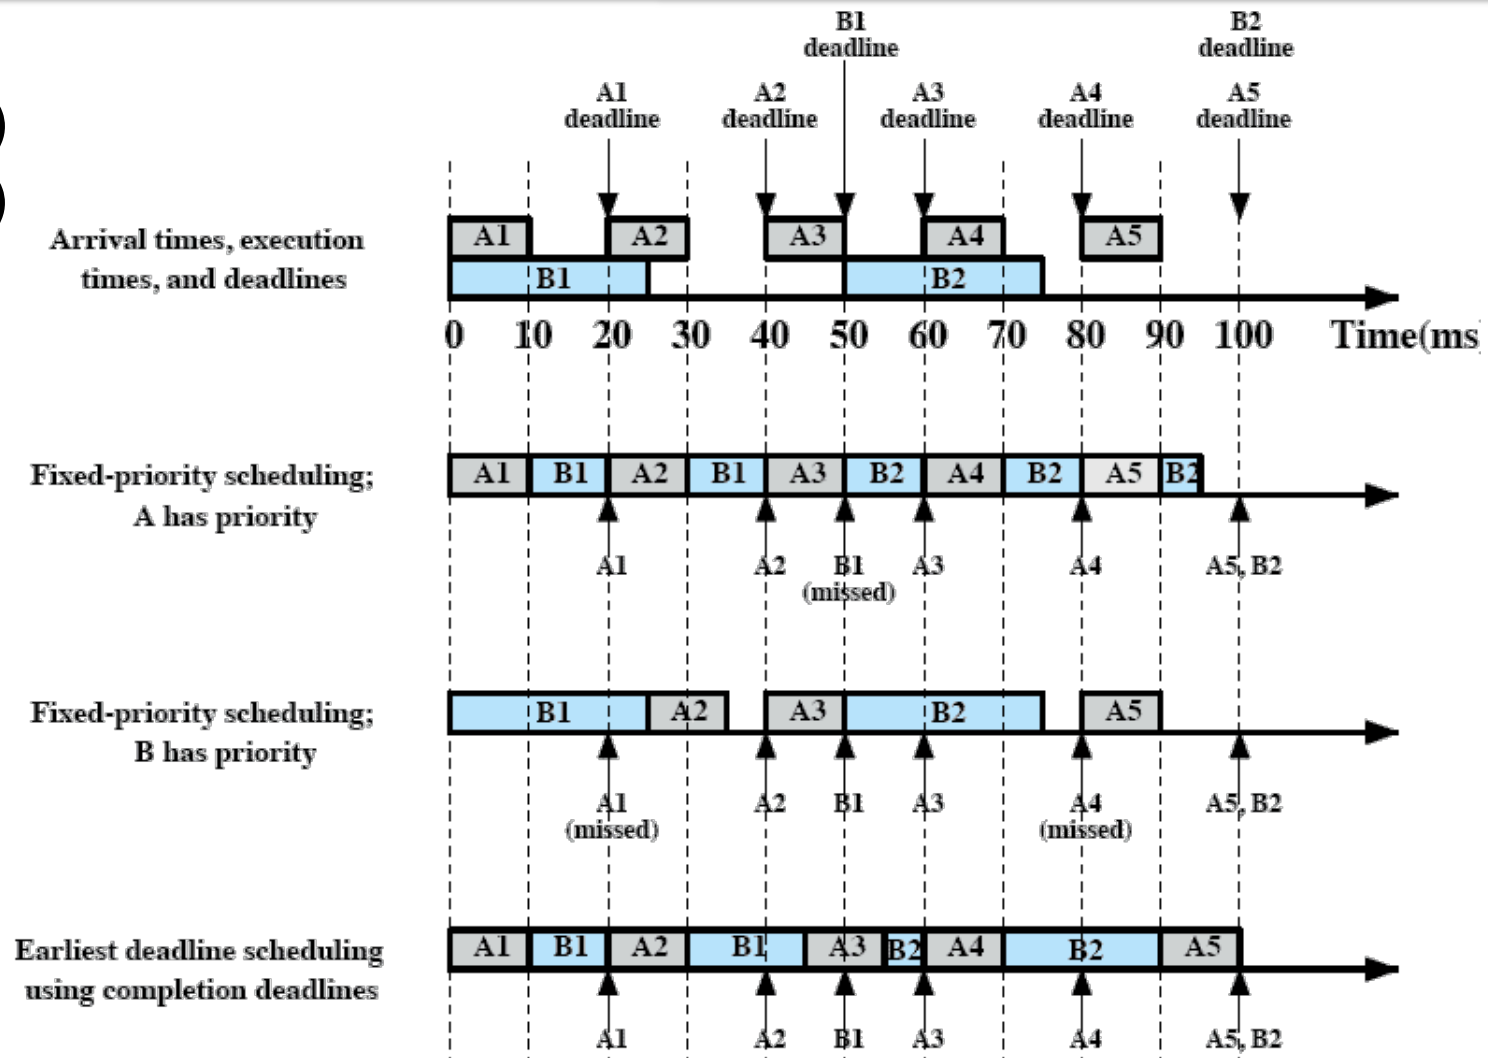 B1 B2
deadline deadline
A1 A2 A3 A4 A5
deadline deadline deadline deadline deadline
A1 A2 A3 A4 A5
Arrival times, execution
times, and deadlines
B1 B2
0 10 20 30 40 50 60 70 80 90 100 Time(ms
Fixed-priority scheduling;
A has priority
A1 B1 A2 B1 A3 B2 A4 B2 A5 B2
A1 A2 B1 A3 A4 A5, B2
(missed)
Fixed-priority scheduling;
B has priority
B1 A2 A3 B2 A5
A1 A2 B1 A3 A4 A5, B2
(missed) (missed)
Earliest deadline scheduling
using completion deadlines
A1 B1 A2 B1 A3 B2 A4 B2 A5
A1 A2 B1 A3 A4 A5, B2